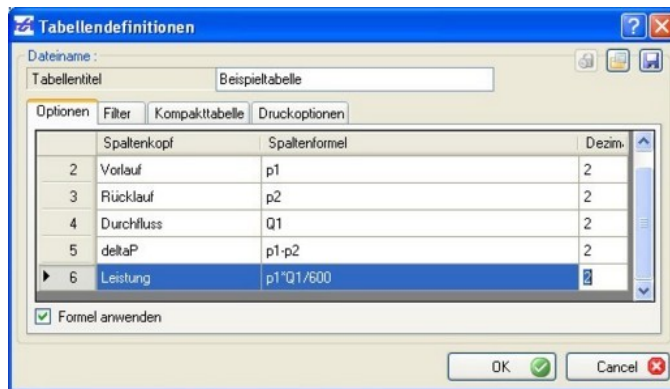 Tabellendefinitionen
Dateiname :
Tabellentitel Beispieltabelle
Optionen Filter Kompakttabelle Druckoptionen
Spaltenkopf Spaltenformel Dezim.
2 Vorlauf p1 2
3 Rücklauf p2 2
4 Durchfluss Q1 2
5 deltaP p1-p2 2
6 Leistung p1*Q1/600 2
Formel anwenden
OK Cancel